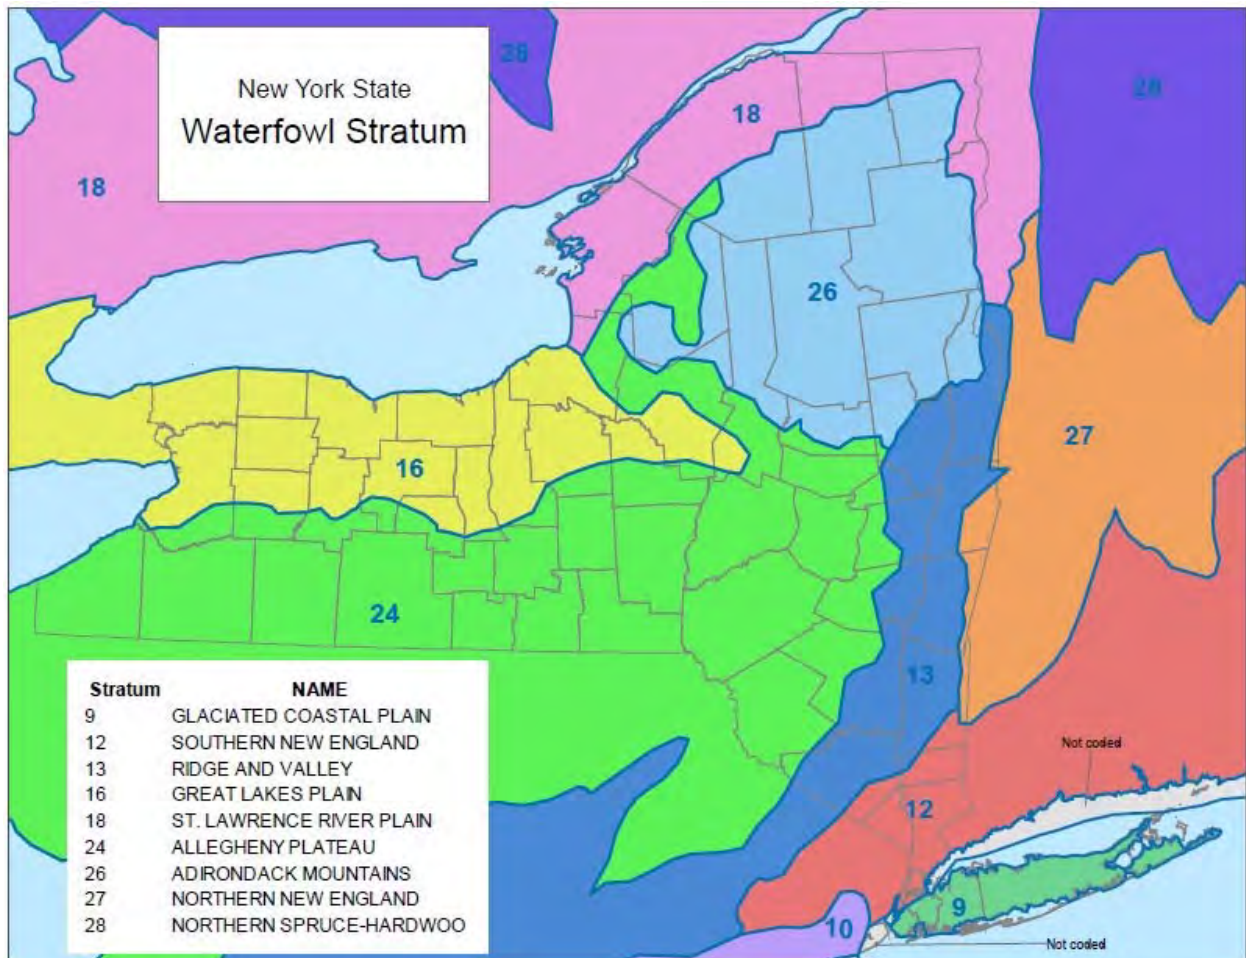 New York State
Waterfowl Stratum
28
28
18
18
26
27
16
24
13
12
9
10
Not coded
Not coded
Stratum NAME
9 GLACIATED COASTAL PLAIN
12 SOUTHERN NEW ENGLAND
13 RIDGE AND VALLEY
16 GREAT LAKES PLAIN
18 ST. LAWRENCE RIVER PLAIN
24 ALLEGHENY PLATEAU
26 ADIRONDACK MOUNTAINS
27 NORTHERN NEW ENGLAND
28 NORTHERN SPRUCE-HARDWOO